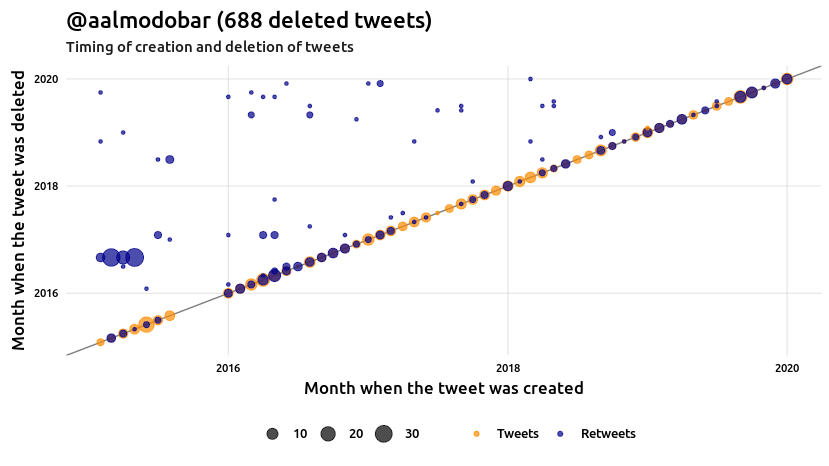 @aalmodobar (688 deleted tweets)
Timing of creation and deletion of tweets
Month when the tweet was deleted
2020
2018
2016
2016 2018 2020
Month when the tweet was created
10 20 30 Tweets Retweets